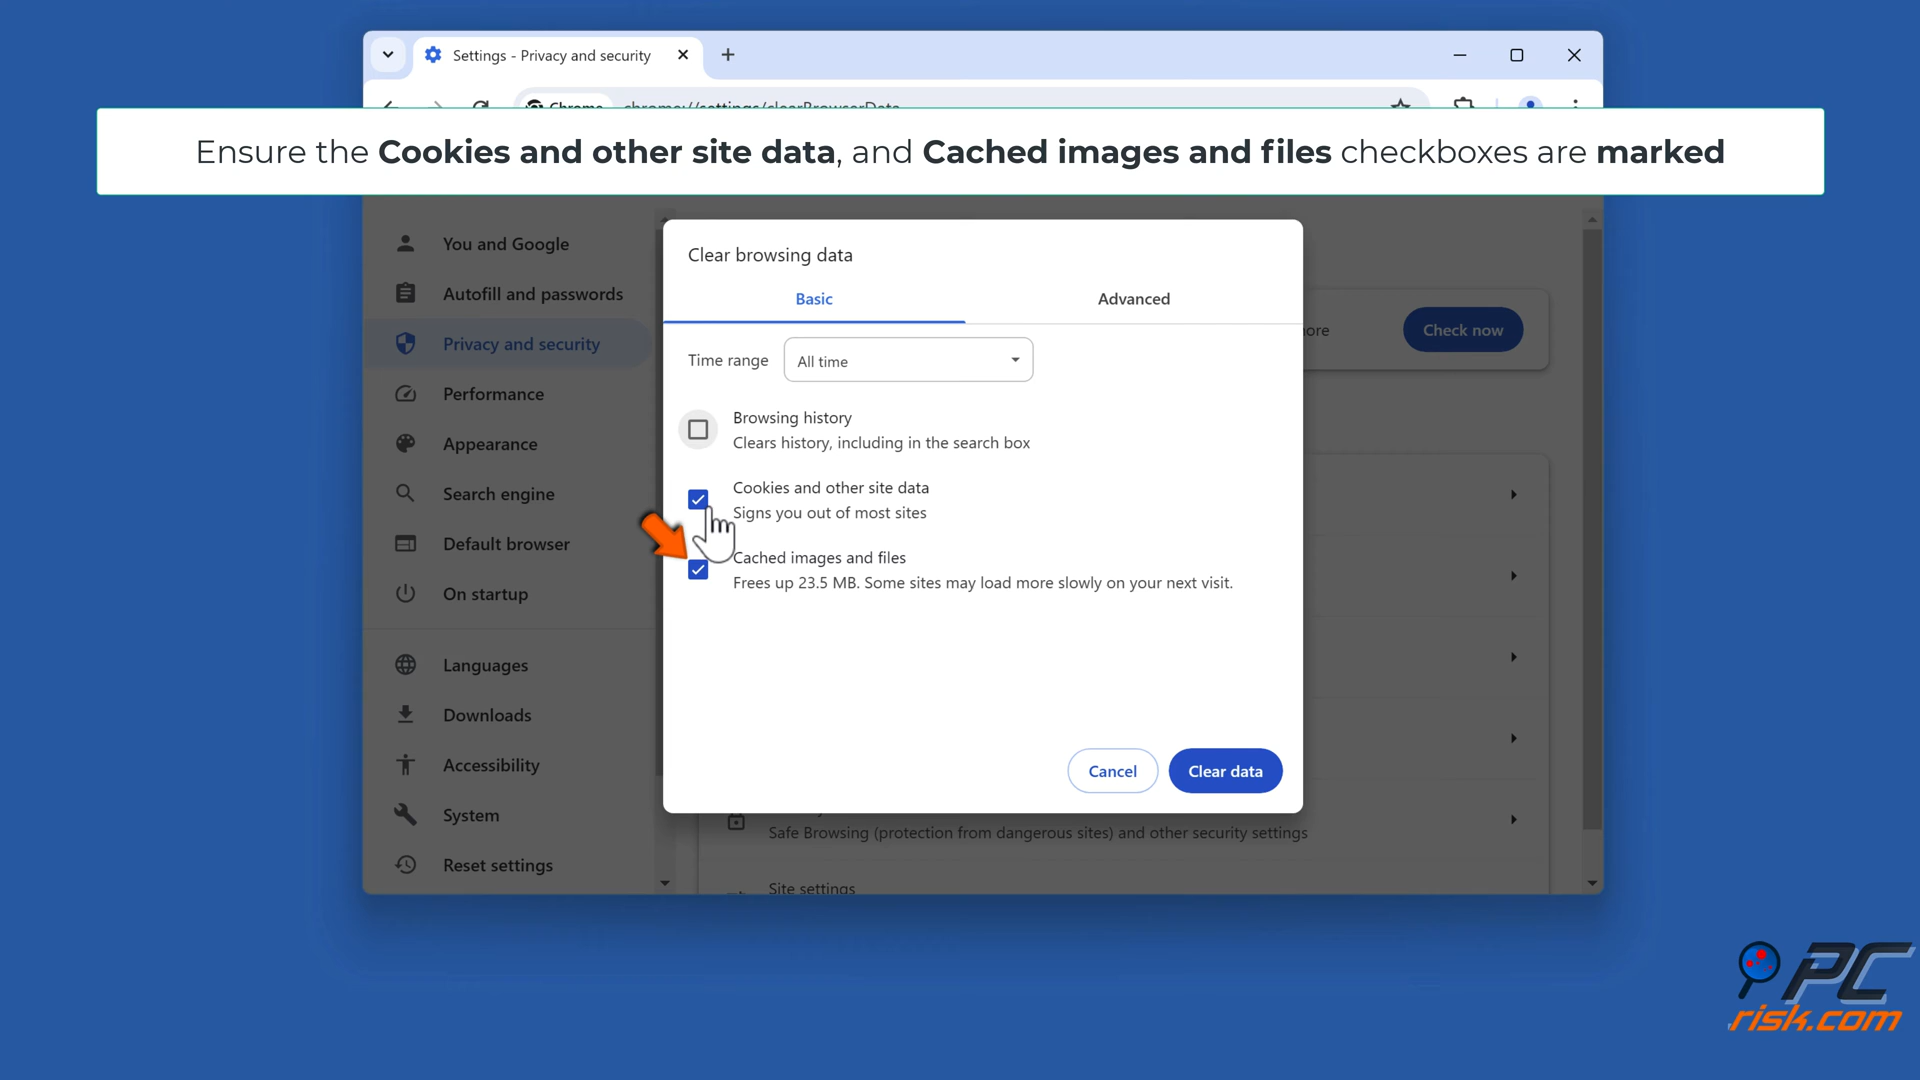 Settings - Privacy and security
Chrome chrome://settings/clearBrowserData
Ensure the Cookies and other site data, and Cached images and files checkboxes are marked
You and Google
Autofill and passwords
Privacy and security
Performance
Appearance
Search engine
Default browser
On startup
Languages
Downloads
Accessibility
System
Reset settings
Clear browsing data
Basic
Advanced
Time range
All time
Browsing history
Clears history, including in the search box
Cookies and other site data
Signs you out of most sites
Cached images and files
Frees up 23.5 MB. Some sites may load more slowly on your next visit.
Cancel
Clear data
Check now
Safe Browsing (protection from dangerous sites) and other security settings
Site settings
PC
risk.com